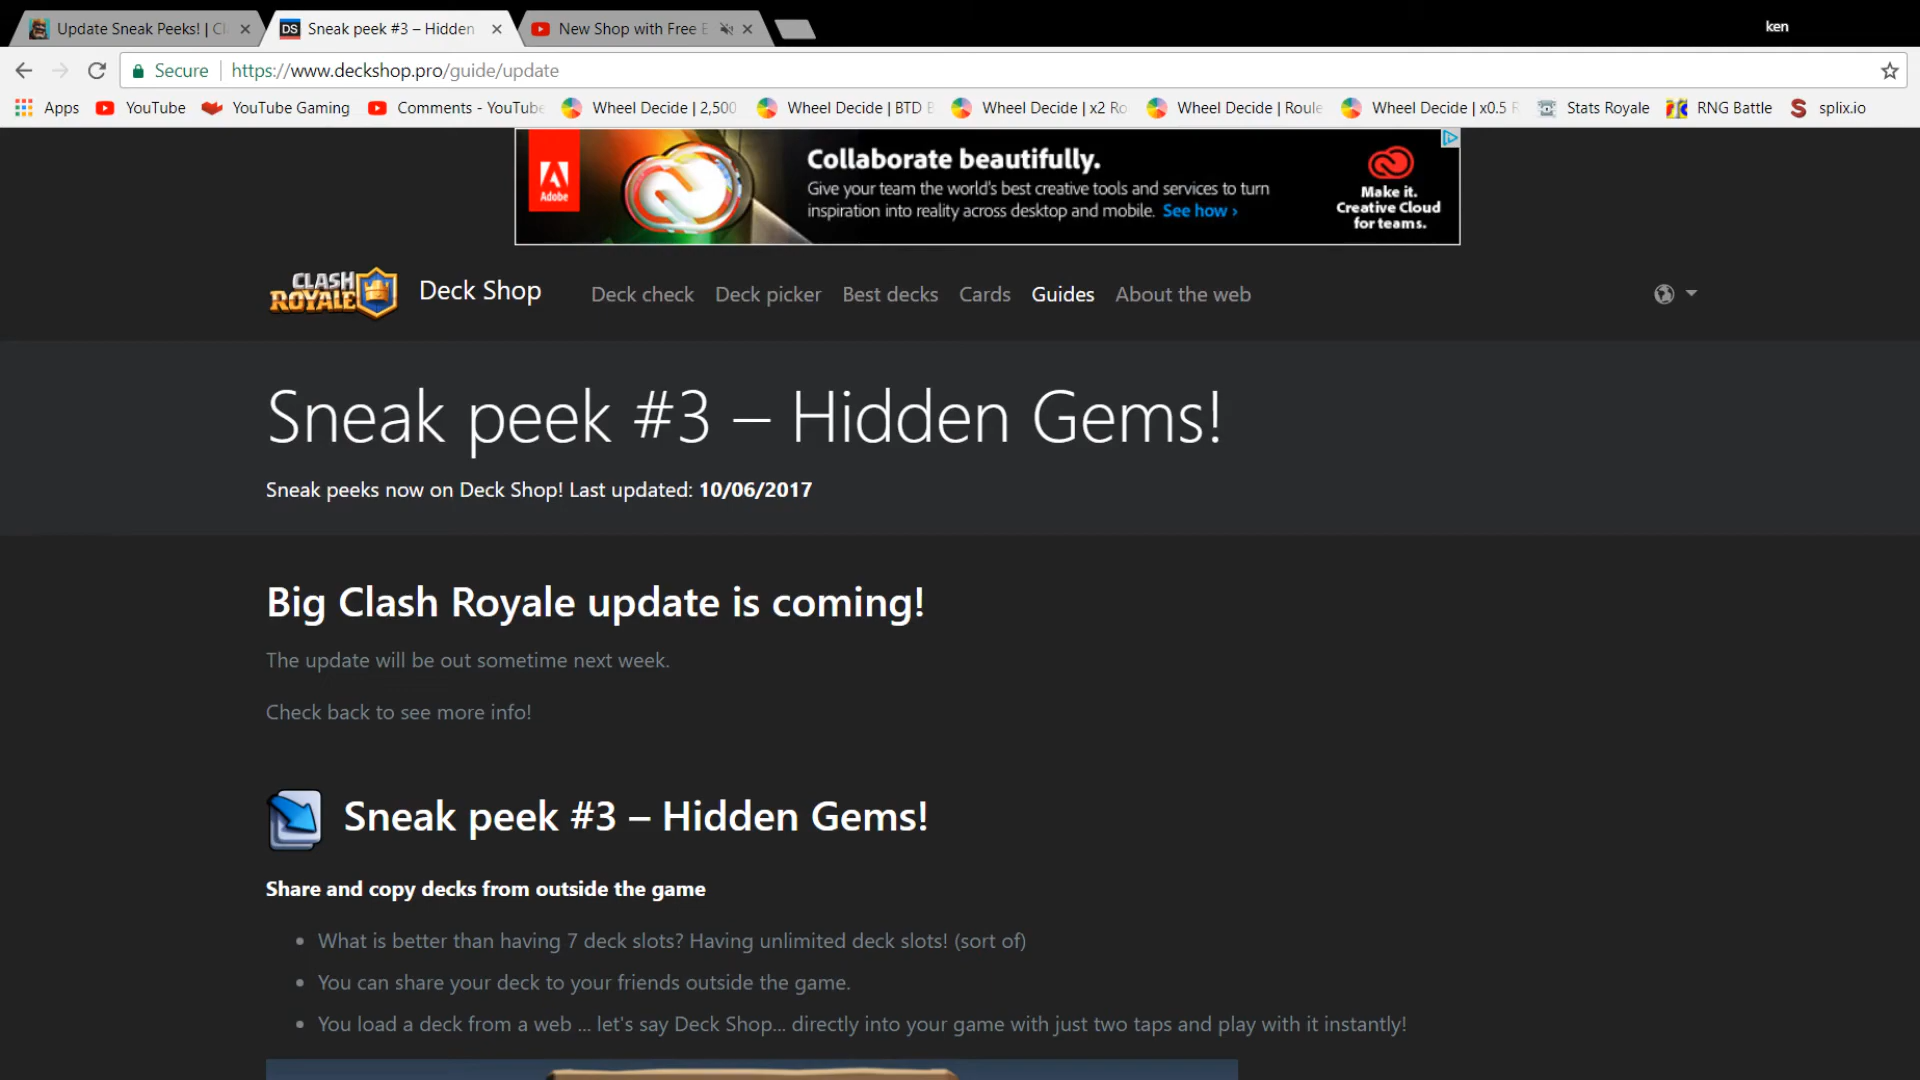 Update Sneak Peeks! | Cl
Sneak peek #3 – Hidden
New Shop with Free E
ken
Secure
https://www.deckshop.pro/guide/update
Apps
YouTube
YouTube Gaming
Comments - YouTube
Wheel Decide | 2,500
Wheel Decide | BTD B
Wheel Decide | x2 Ro
Wheel Decide | Roule
Wheel Decide | x0.5 R
Stats Royale
RNG Battle
splix.io
Adobe
Collaborate beautifully.
Give your team the world's best creative tools and services to turn
inspiration into reality across desktop and mobile. See how ›
Make it.
Creative Cloud
for teams.
CLASH
ROYALE
Deck Shop
Deck check
Deck picker
Best decks
Cards
Guides
About the web
Sneak peek #3 – Hidden Gems!
Sneak peeks now on Deck Shop! Last updated: 10/06/2017
Big Clash Royale update is coming!
The update will be out sometime next week.
Check back to see more info!
Sneak peek #3 – Hidden Gems!
Share and copy decks from outside the game
• What is better than having 7 deck slots? Having unlimited deck slots! (sort of)
• You can share your deck to your friends outside the game.
• You load a deck from a web ... let's say Deck Shop... directly into your game with just two taps and play with it instantly!